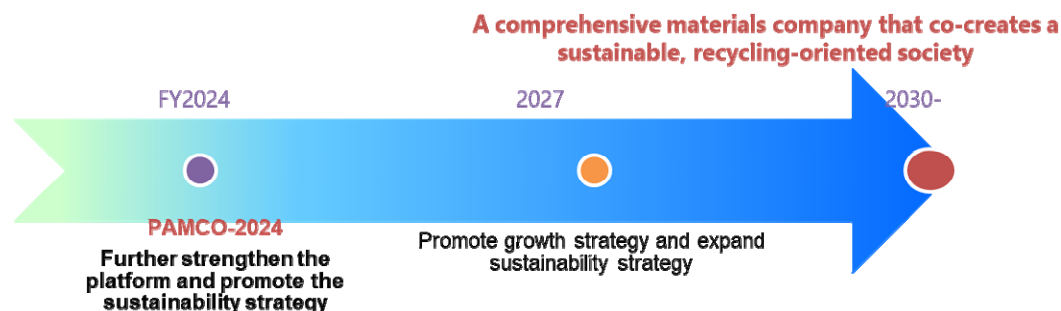 A comprehensive materials company that co-creates a
sustainable, recycling-oriented society
FY2024
2027
2030-
PAMCO-2024
Further strengthen the
platform and promote the
sustainability strategy
Promote growth strategy and expand
sustainability strategy